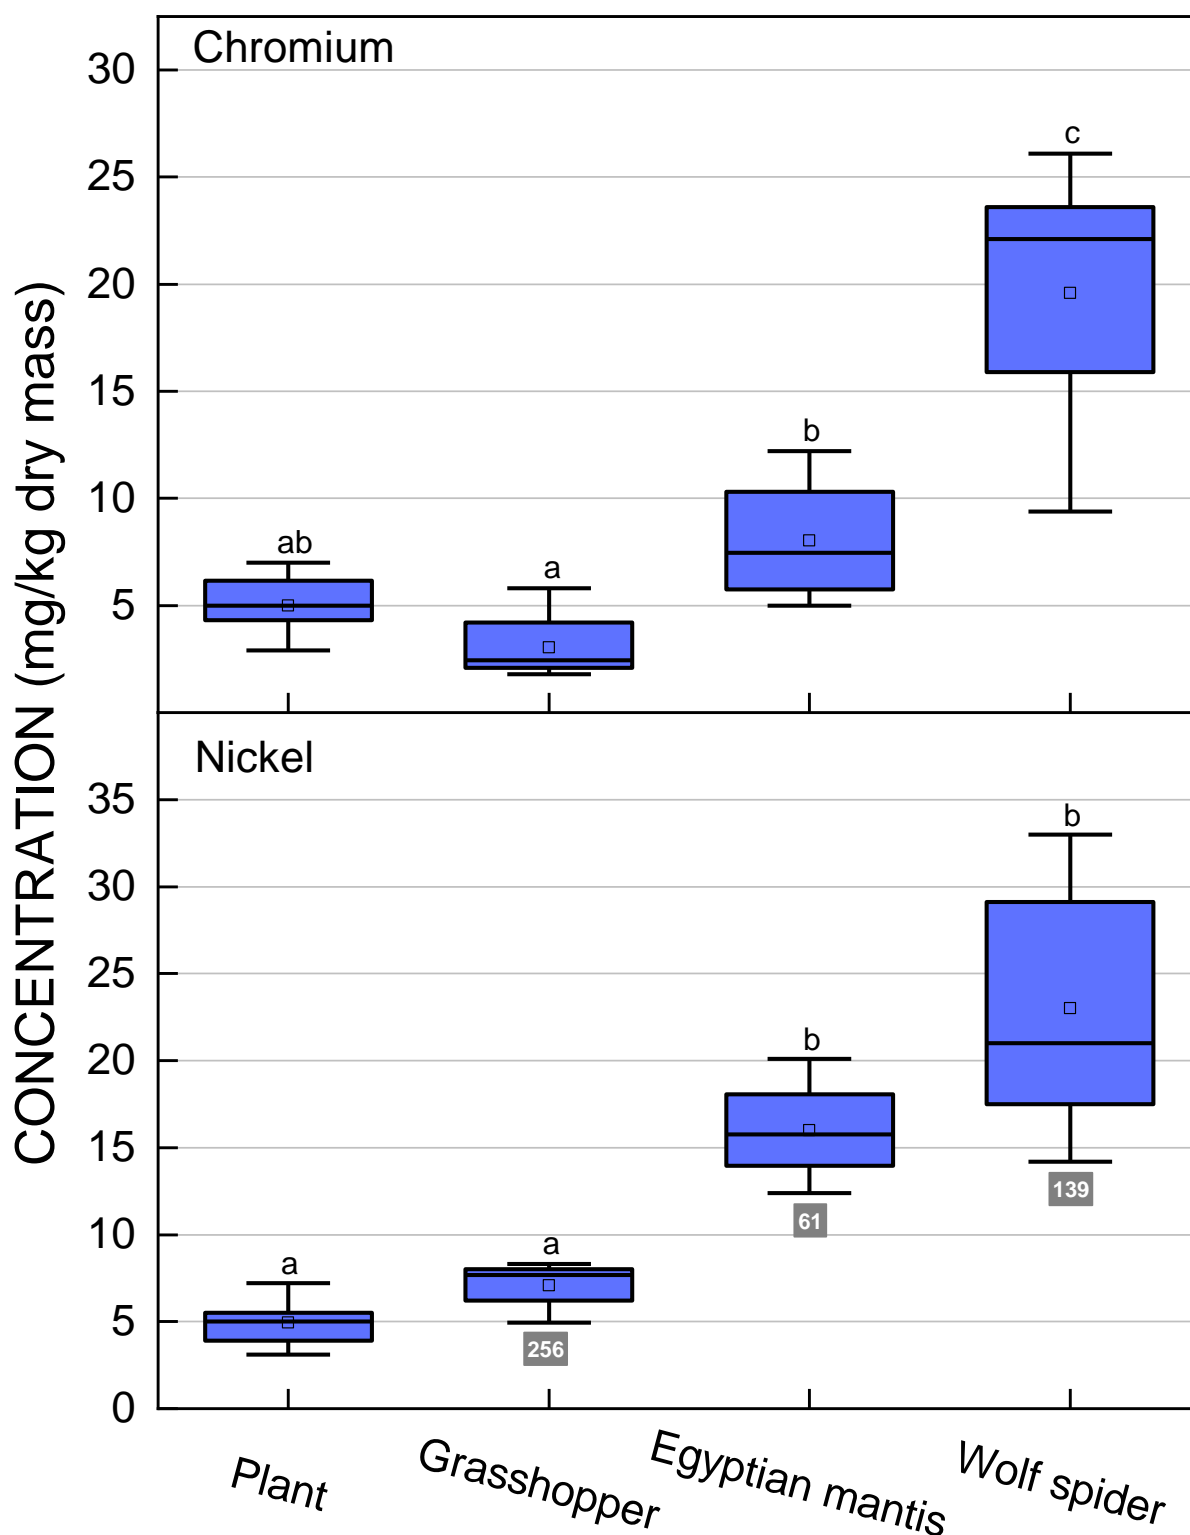 CONCENTRATION (mg/kg dry mass)
Chromium
30
25
20
15
10
5
ab
a
b
c
Nickel
35
30
25
20
15
10
5
0
a
a
b
b
256
61
139
Plant
Grasshopper
Egyptian mantis
Wolf spider